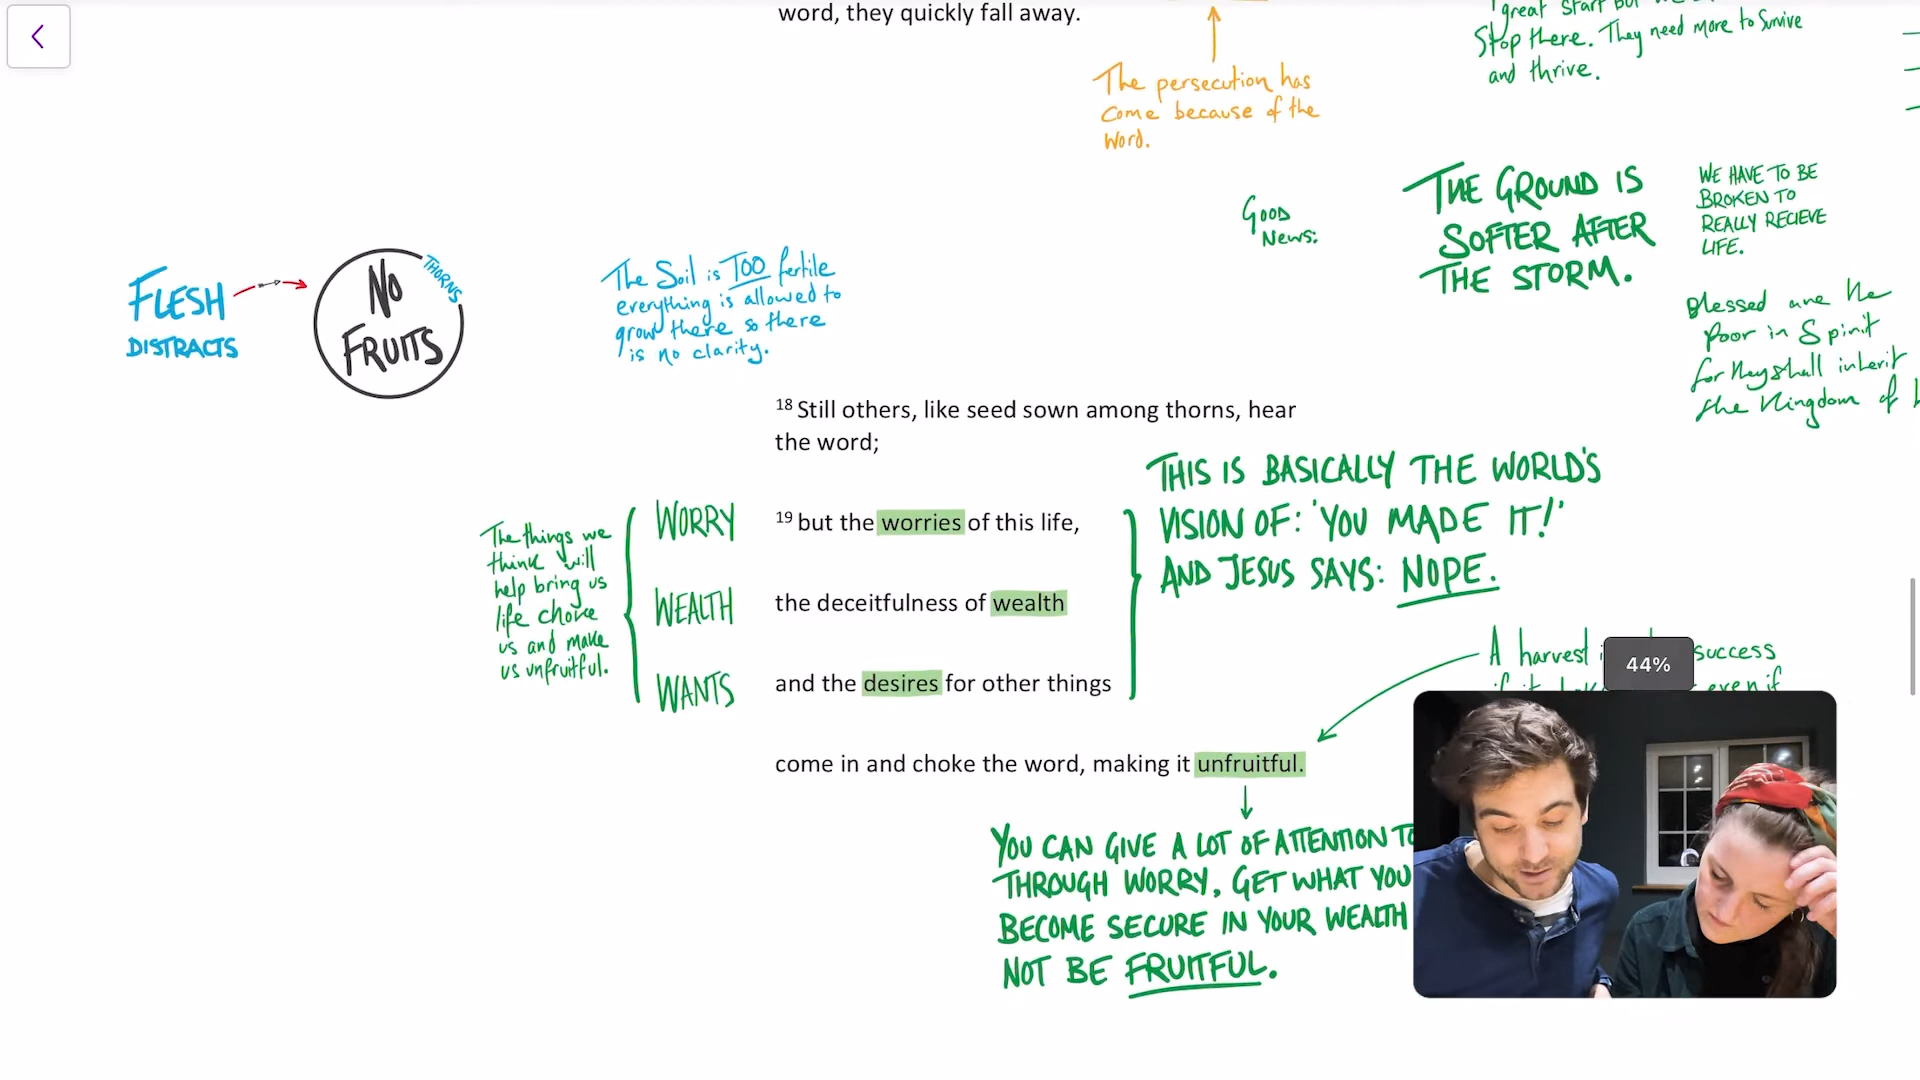 word, they quickly fall away.
great start but
Stop there. They need more to Survive
and thrive.
The persecution has
come because of the
Word.
GOOD
NEWS:
THE GROUND IS
SOFTER AFTER
THE STORM.
WE HAVE TO BE
BROKEN TO
REALLY RECIEVE
LIFE.
Blessed are the
Poor in Spirit
for they shall inherit
the Kingdom of
FLESH
DISTRACTS
NO
FRUITS
THORNS
The Soil is TOO fertile
everything is allowed to
grow there so there
is no clarity.
18 Still others, like seed sown among thorns, hear
the word;
The things we
think will
help bring us
life choke
us and make
us unfruitful.
WORRY
19 but the worries of this life,
WEALTH
the deceitfulness of wealth
WANTS
and the desires for other things
THIS IS BASICALLY THE WORLD'S
VISION OF: 'YOU MADE IT!'
AND JESUS SAYS: NOPE.
A harvest success
even if
44%
come in and choke the word, making it unfruitful.
YOU CAN GIVE A LOT OF ATTENTION TO
THROUGH WORRY, GET WHAT YOU
BECOME SECURE IN YOUR WEALTH
NOT BE FRUITFUL.